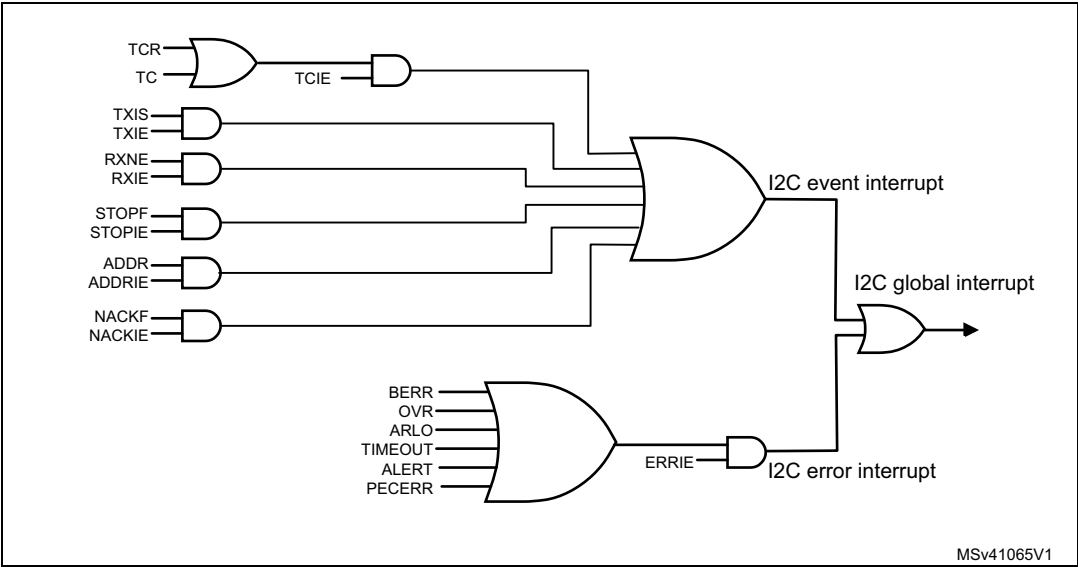 TCR
TC
TCIE
TXIS
TXIE
RXNE
RXIE
STOPF
STOPIE
ADDR
ADDRIE
NACKF
NACKIE
I2C event interrupt
I2C global interrupt
BERR
OVR
ARLO
TIMEOUT
ALERT
PECERR
ERRIE
I2C error interrupt
MSv41065V1